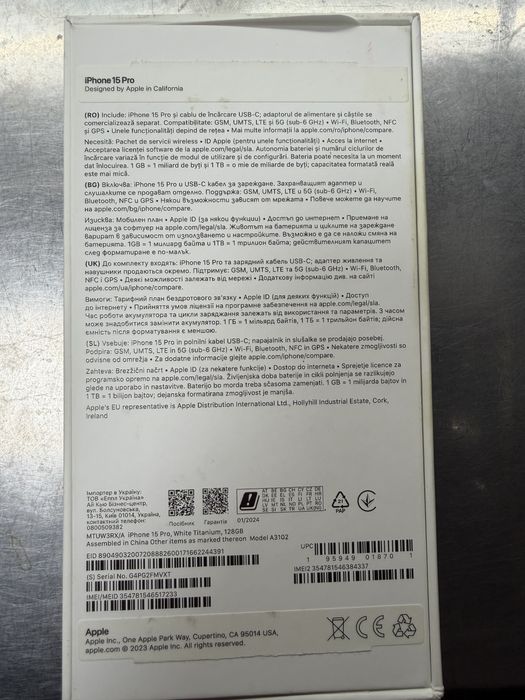 iPhone 15 Pro
Designed by Apple in California
(RO) Include: iPhone 15 Pro și cablu de încărcare USB-C; adaptorul de alimentare și căștile se
comercializează separat. Compatibilitate: GSM, UMTS, LTE și 5G (sub-6 GHz) • Wi-Fi, Bluetooth, NFC
și GPS • Unele funcționalități depind de rețea • Mai multe informații la apple.com/ro/iphone/compare.
Necesită: Pachet de servicii wireless • ID Apple (pentru unele funcționalități) • Acces la internet •
Acceptarea licenței software de la apple.com/legal/sla. Autonomia bateriei și numărul ciclurilor de
încărcare variază în funcție de modul de utilizare și de configurări. Bateria poate necesita la un moment
dat înlocuirea. 1 GB = 1 miliard de byți și 1 TB = o mie de miliarde de byți; capacitatea formatată reală
este mai mică.
(BG) Включва: iPhone 15 Pro и USB-C кабел за зареждане. Захранващият адаптер и
слушалките се продават отделно. Поддържа: GSM, UMTS, LTE и 5G (sub-6 GHz) • Wi-Fi,
Bluetooth, NFC и GPS • Някои възможности зависят от мрежата • Повече можете да научите
на apple.com/bg/iphone/compare.
Изисква: Мобилен план • Apple ID (за някои функции) • Достъп до интернет • Приемане на
лиценза за софтуер на apple.com/legal/sla. Животът на батерията и циклите на зареждане
варират в зависимост от използването и настройките. Възможно е да се наложи смяна на
батерията. 1GB = 1 милиард байта и 1TB = 1 трилион байта; действителният капацитет
след форматиране е по-малък.
(UK) До комплекту входять: iPhone 15 Pro та зарядний кабель USB-C; адаптер живлення та
навушники продаються окремо. Підтримує: GSM, UMTS, LTE та 5G (sub-6 GHz) • Wi-Fi, Bluetooth,
NFC і GPS • Деякі можливості залежать від мережі • Додаткову інформацію див. на сайті
apple.com/ua/iphone/compare.
Вимоги: Тарифний план бездротового зв'язку • Apple ID (для деяких функцій) • Доступ
до інтернету • Прийняття умов ліцензії на програмне забезпечення на apple.com/legal/sla.
Час роботи акумулятора та цикли заряджання залежать від використання та параметрів. З часом
може знадобитися замінити акумулятор. 1 ГБ = 1 мільярд байтів, 1 ТБ = 1 трильйон байтів; дійсна
ємність після форматування є меншою.
(SL) Vsebuje: iPhone 15 Pro in polnilni kabel USB-C; napajalnik in slušalke se prodajajo posebej.
Podpira: GSM, UMTS, LTE in 5G (sub-6 GHz) • Wi-Fi, Bluetooth, NFC in GPS • Nekatere zmogljivosti so
odvisne od omrežja • Za dodatne informacije glejte apple.com/si/iphone/compare.
Zahteva: Brezžični načrt • Apple ID (za nekatere funkcije) • Dostop do interneta • Sprejetje licence za
programsko opremo na apple.com/legal/sla. Življenjska doba baterije in cikli polnjenja se razlikujejo
glede na uporabo in nastavitve. Baterijo bo morda treba sčasoma zamenjati. 1 GB = 1 milijarda bajtov in
1 TB = 1 bilijon bajtov; dejanska formatirana zmogljivost je manjša.
Apple's EU representative is Apple Distribution International Ltd., Hollyhill Industrial Estate, Cork,
Ireland
Імпортер в Україну:
ТОВ «Епл Україна»
вул. Болсуновська,
13-15, Київ 01014, Україна,
контактний телефон:
0800509382
Посібник
Гарантія
01/2024
21
PAP
MTUW3RX/A iPhone 15 Pro, White Titanium, 128GB
Assembled in China Other items as marked thereon Model A3102
EID 89049032007208882600171662244391
(S) Serial No. G4PG2FMVXT
IMEI/MEID 354781546517233
UPC
1 95949 01870 1
IMEI2 354781546384337
Apple
Apple Inc., One Apple Park Way, Cupertino, CA 95014 USA,
apple.com © 2023 Apple Inc. All rights reserved.
CE